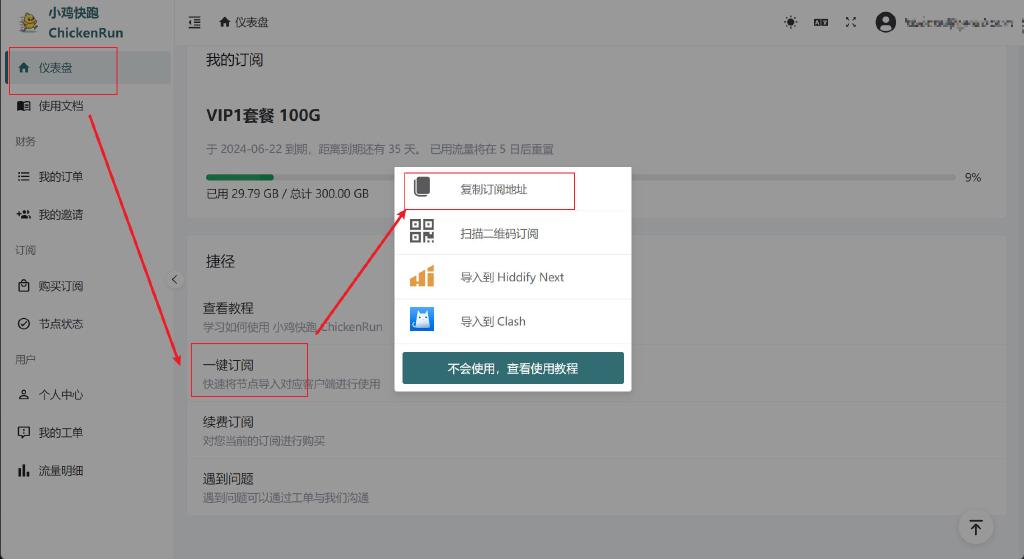 小鸡快跑
ChickenRun
仪表盘
仪表盘
使用文档
财务
我的订单
我的邀请
订阅
购买订阅
节点状态
用户
个人中心
我的工单
流量明细
我的订阅
VIP1套餐 100G
于 2024-06-22 到期，距离到期还有 35 天。 已用流量将在 5 日后重置
9%
已用 29.79 GB / 总计 300.00 GB
捷径
查看教程
学习如何使用 小鸡快跑 ChickenRun
一键订阅
快速将节点导入对应客户端进行使用
续费订阅
对您当前的订阅进行购买
遇到问题
遇到问题可以通过工单与我们沟通
复制订阅地址
扫描二维码订阅
导入到 Hiddify Next
导入到 Clash
不会使用，查看使用教程